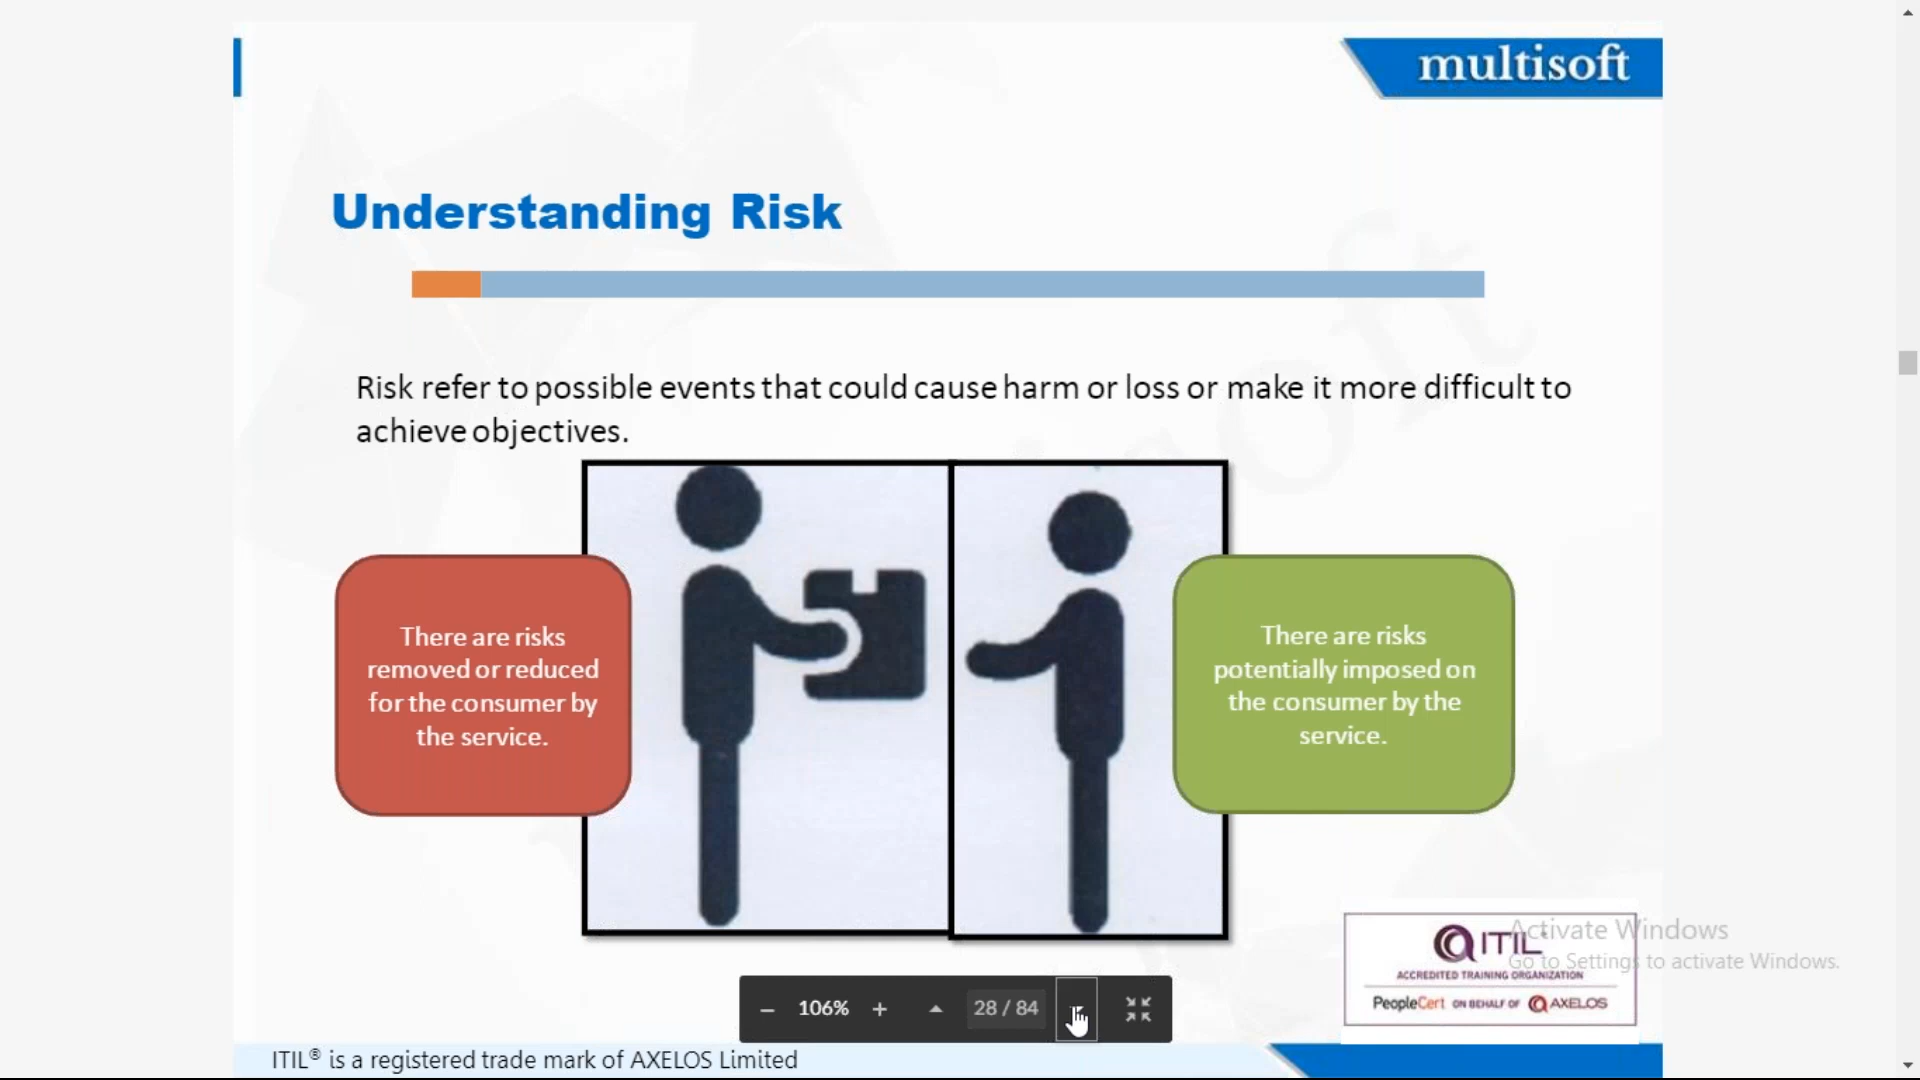 multisoft
Understanding Risk
Risk refer to possible events that could cause harm or loss or make it more difficult to
achieve objectives.
There are risks
removed or reduced
for the consumer by
the service.
There are risks
potentially imposed on
the consumer by the
service.
Activate Windows
Go to Settings to activate Windows.
ITIL
ACCREDITED TRAINING ORGANIZATION
PeopleCert ON BEHALF OF AXELOS
106%
28 / 84
ITIL® is a registered trade mark of AXELOS Limited